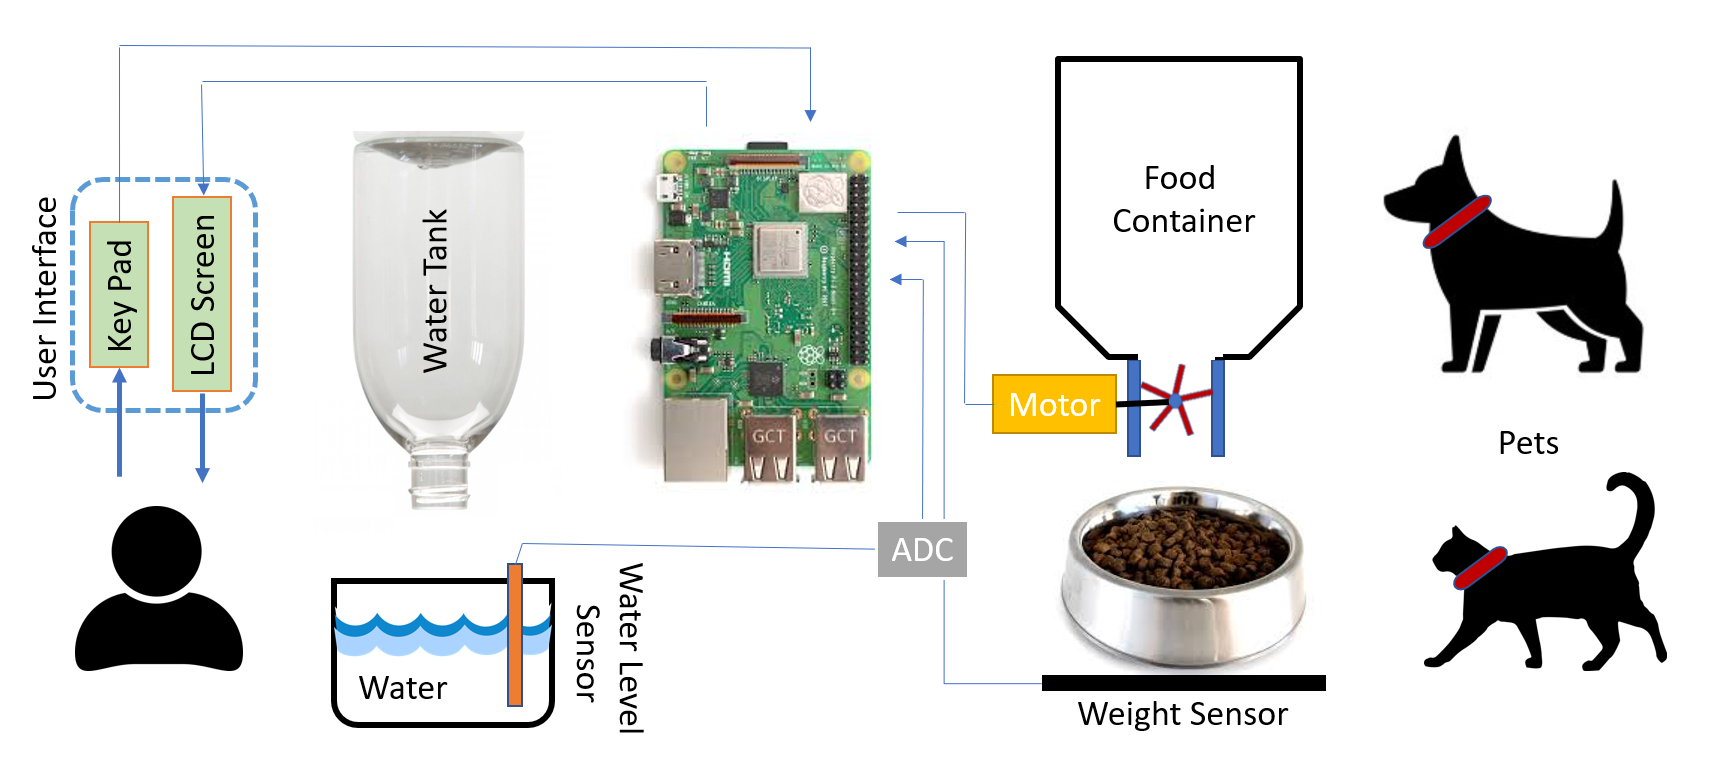 User Interface
Key Pad
LCD Screen
Water Tank
HDMI
GCT
GCT
Food
Container
Motor
Pets
ADC
Water Level
Sensor
Water
Weight Sensor